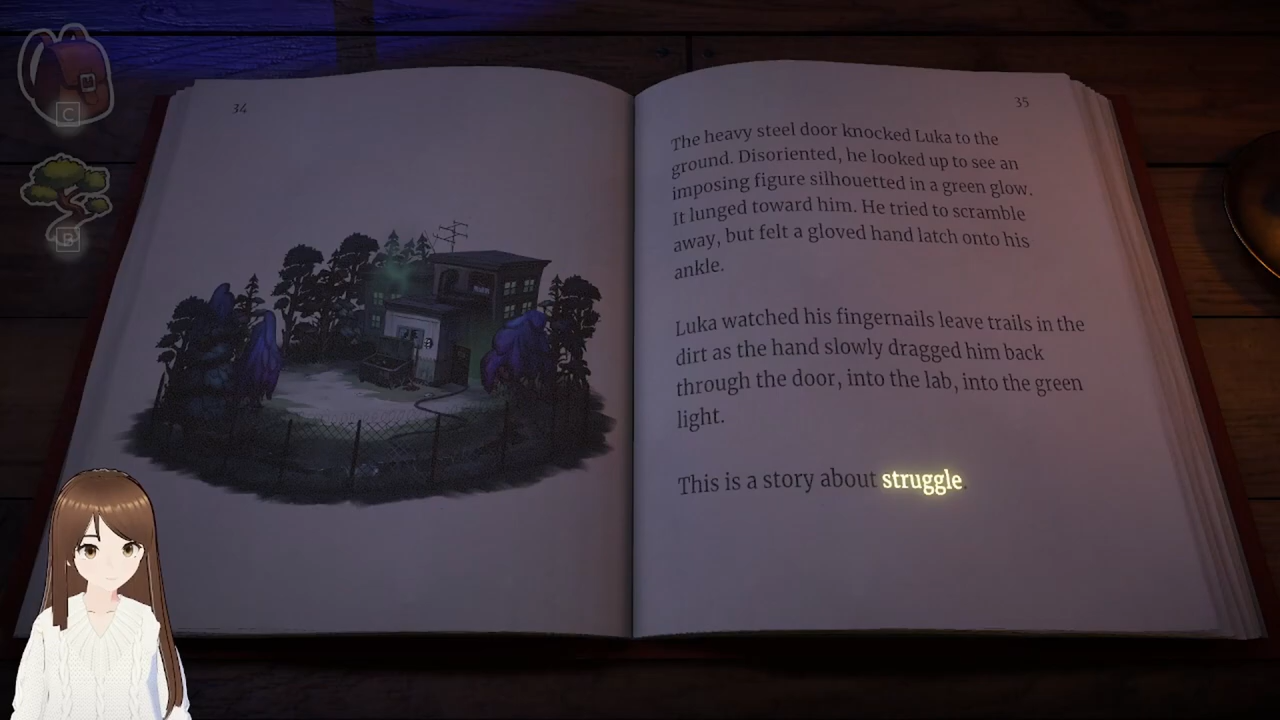 C
B
34
35
The heavy steel door knocked Luka to the
ground. Disoriented, he looked up to see an
imposing figure silhouetted in a green glow.
It lunged toward him. He tried to scramble
away, but felt a gloved hand latch onto his
ankle.
Luka watched his fingernails leave trails in the
dirt as the hand slowly dragged him back
through the door, into the lab, into the green
light.
This is a story about struggle.